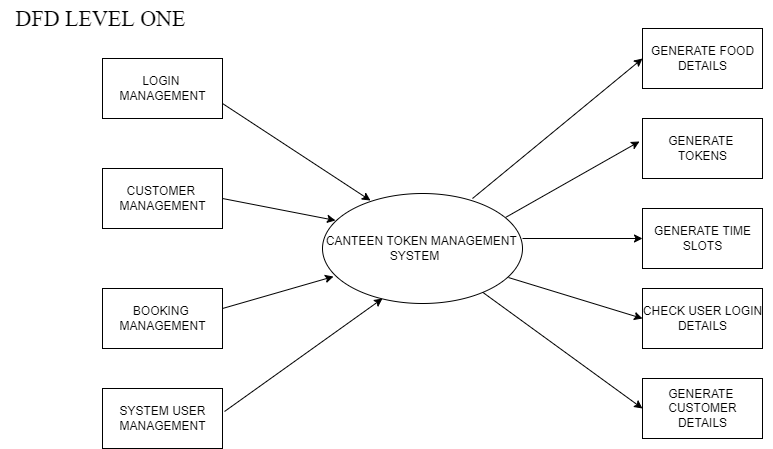 DFD LEVEL ONE
LOGIN
MANAGEMENT
CUSTOMER
MANAGEMENT
BOOKING
MANAGEMENT
SYSTEM USER
MANAGEMENT
CANTEEN TOKEN MANAGEMENT
SYSTEM
GENERATE FOOD
DETAILS
GENERATE
TOKENS
GENERATE TIME
SLOTS
CHECK USER LOGIN
DETAILS
GENERATE
CUSTOMER
DETAILS